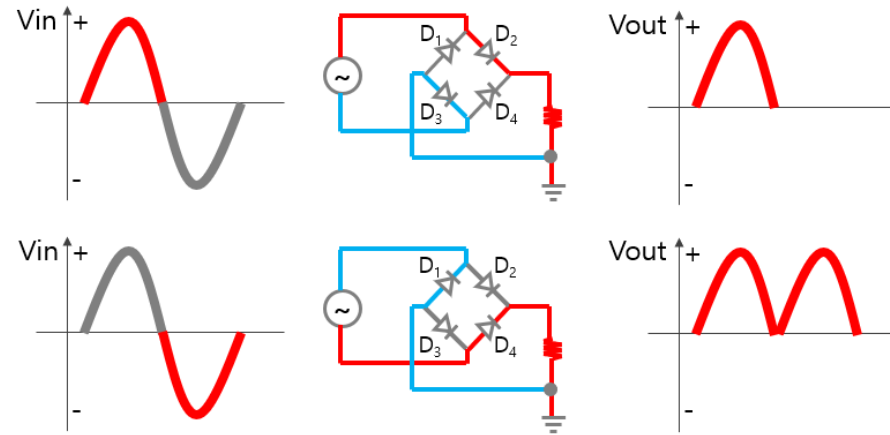 Vin
+
-
~
D1
D2
D3
D4
Vout
+
-
Vin
+
-
~
D1
D2
D3
D4
Vout
+
-